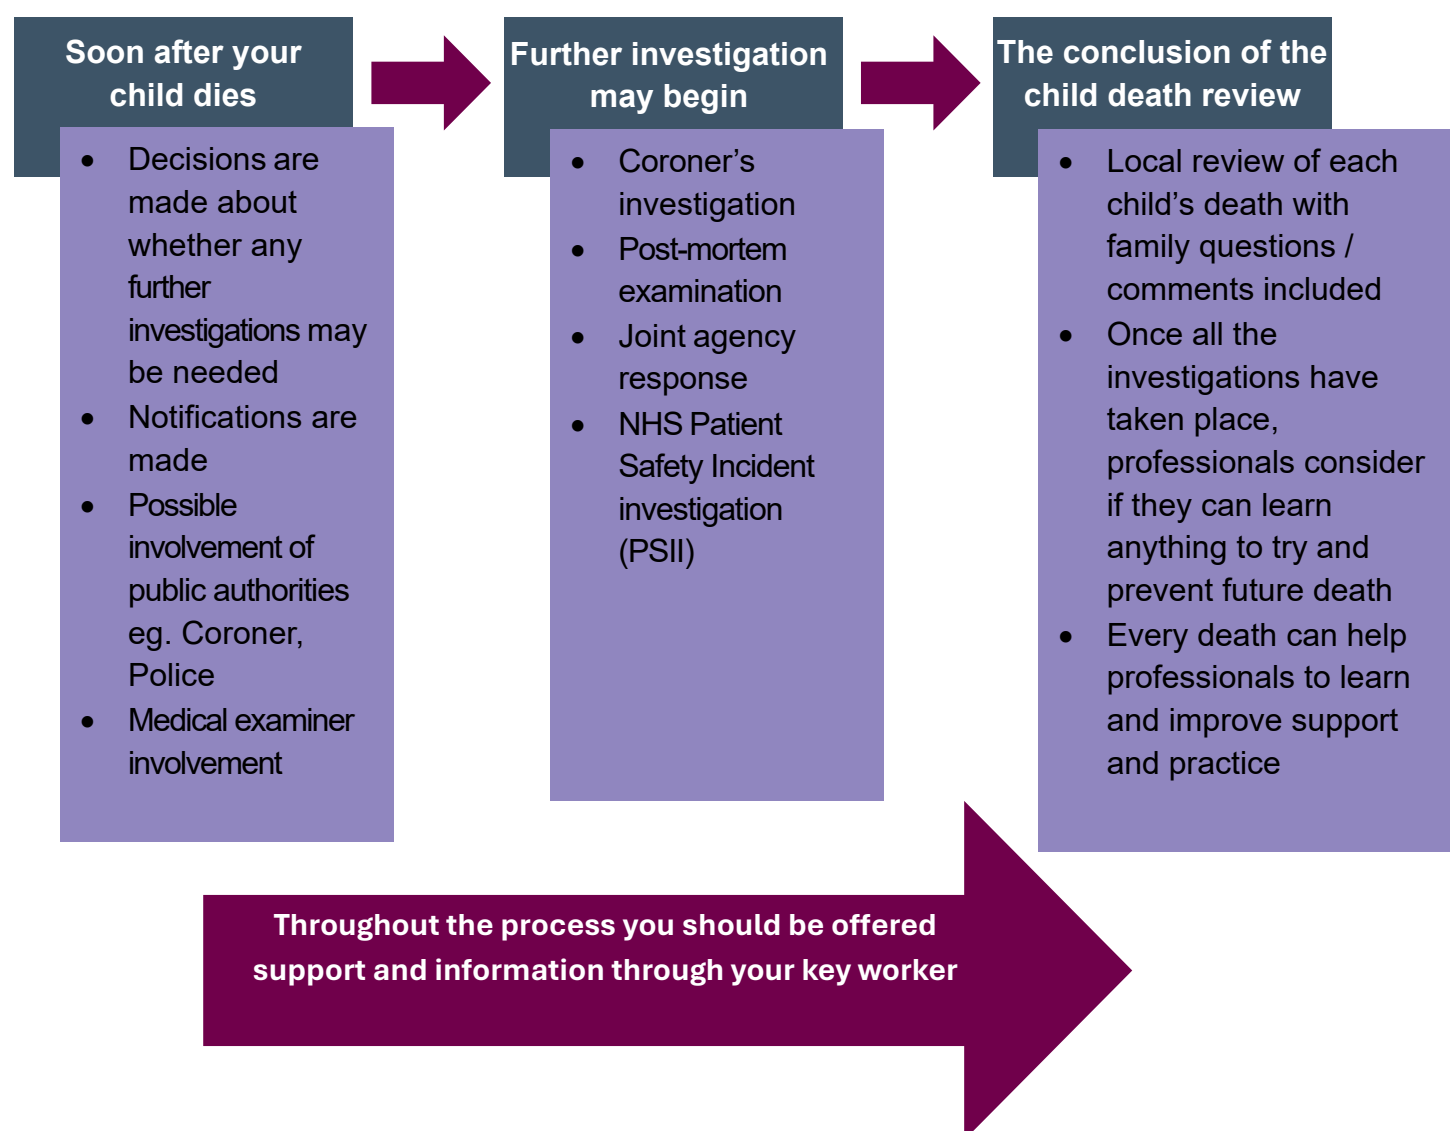 Soon after your
child dies
• Decisions are
made about
whether any
further
investigations may
be needed
• Notifications are
made
• Possible
involvement of
public authorities
eg. Coroner,
Police
• Medical examiner
involvement
Further investigation
may begin
• Coroner’s
investigation
• Post-mortem
examination
• Joint agency
response
• NHS Patient
Safety Incident
investigation
(PSII)
The conclusion of the
child death review
• Local review of each
child’s death with
family questions /
comments included
• Once all the
investigations have
taken place,
professionals consider
if they can learn
anything to try and
prevent future death
• Every death can help
professionals to learn
and improve support
and practice
Throughout the process you should be offered
support and information through your key worker